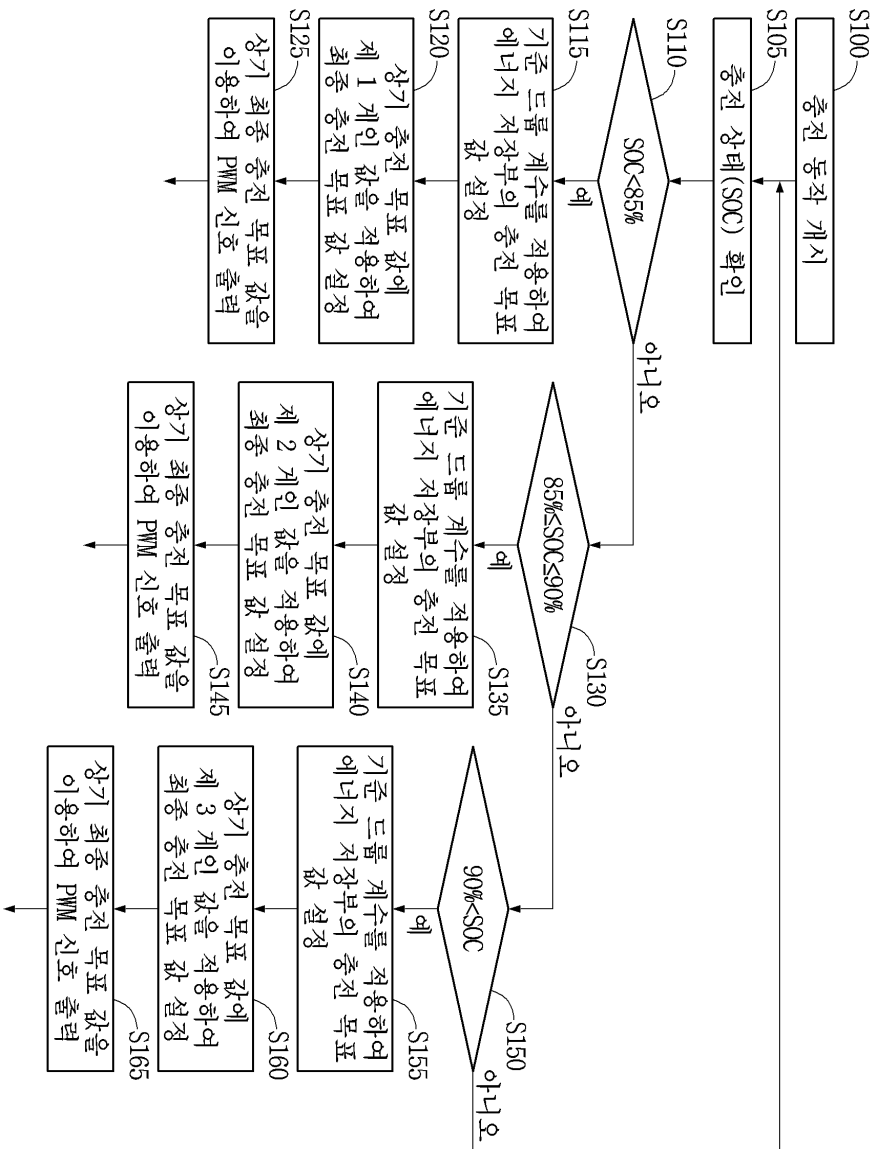 S100
충전 동작 개시
S105
충전 상태(SOC) 확인
S110
SOC<85%
예
아니오
S115
기준 드룹 계수를 적용하여
에너지 저장부의 충전 목표
값 설정
S120
상기 충전 목표 값에
제 1 게인 값을 적용하여
최종 충전 목표 값 설정
S125
상기 최종 충전 목표 값을
이용하여 PWM 신호 출력
S130
85%≤SOC≤90%
예
아니오
S135
기준 드룹 계수를 적용하여
에너지 저장부의 충전 목표
값 설정
S140
상기 충전 목표 값에
제 2 게인 값을 적용하여
최종 충전 목표 값 설정
S145
상기 최종 충전 목표 값을
이용하여 PWM 신호 출력
S150
90%<SOC
예
아니오
S155
기준 드룹 계수를 적용하여
에너지 저장부의 충전 목표
값 설정
S160
상기 충전 목표 값에
제 3 게인 값을 적용하여
최종 충전 목표 값 설정
S165
상기 최종 충전 목표 값을
이용하여 PWM 신호 출력